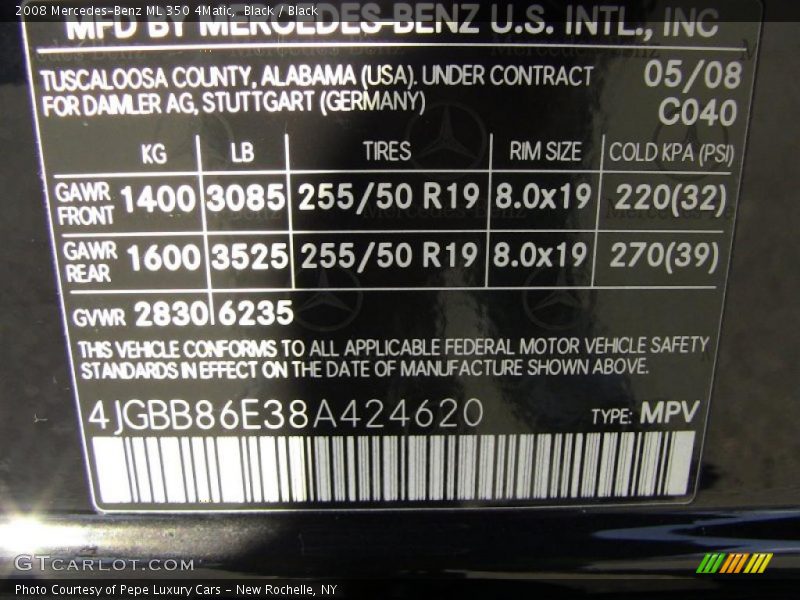 2008 Mercedes-Benz ML 350 4Matic, Black / Black
MFD BY MERCEDES-BENZ U.S. INTL., INC
TUSCALOOSA COUNTY, ALABAMA (USA). UNDER CONTRACT 05/08
FOR DAIMLER AG, STUTTGART (GERMANY) C040
KG LB TIRES RIM SIZE COLD KPA (PSI)
GAWR FRONT 1400 3085 255/50 R19 8.0x19 220(32)
GAWR REAR 1600 3525 255/50 R19 8.0x19 270(39)
GVWR 2830 6235
THIS VEHICLE CONFORMS TO ALL APPLICABLE FEDERAL MOTOR VEHICLE SAFETY
STANDARDS IN EFFECT ON THE DATE OF MANUFACTURE SHOWN ABOVE.
4JGBB86E38A424620 TYPE: MPV
GTCARLOT.COM
Photo Courtesy of Pepe Luxury Cars - New Rochelle, NY